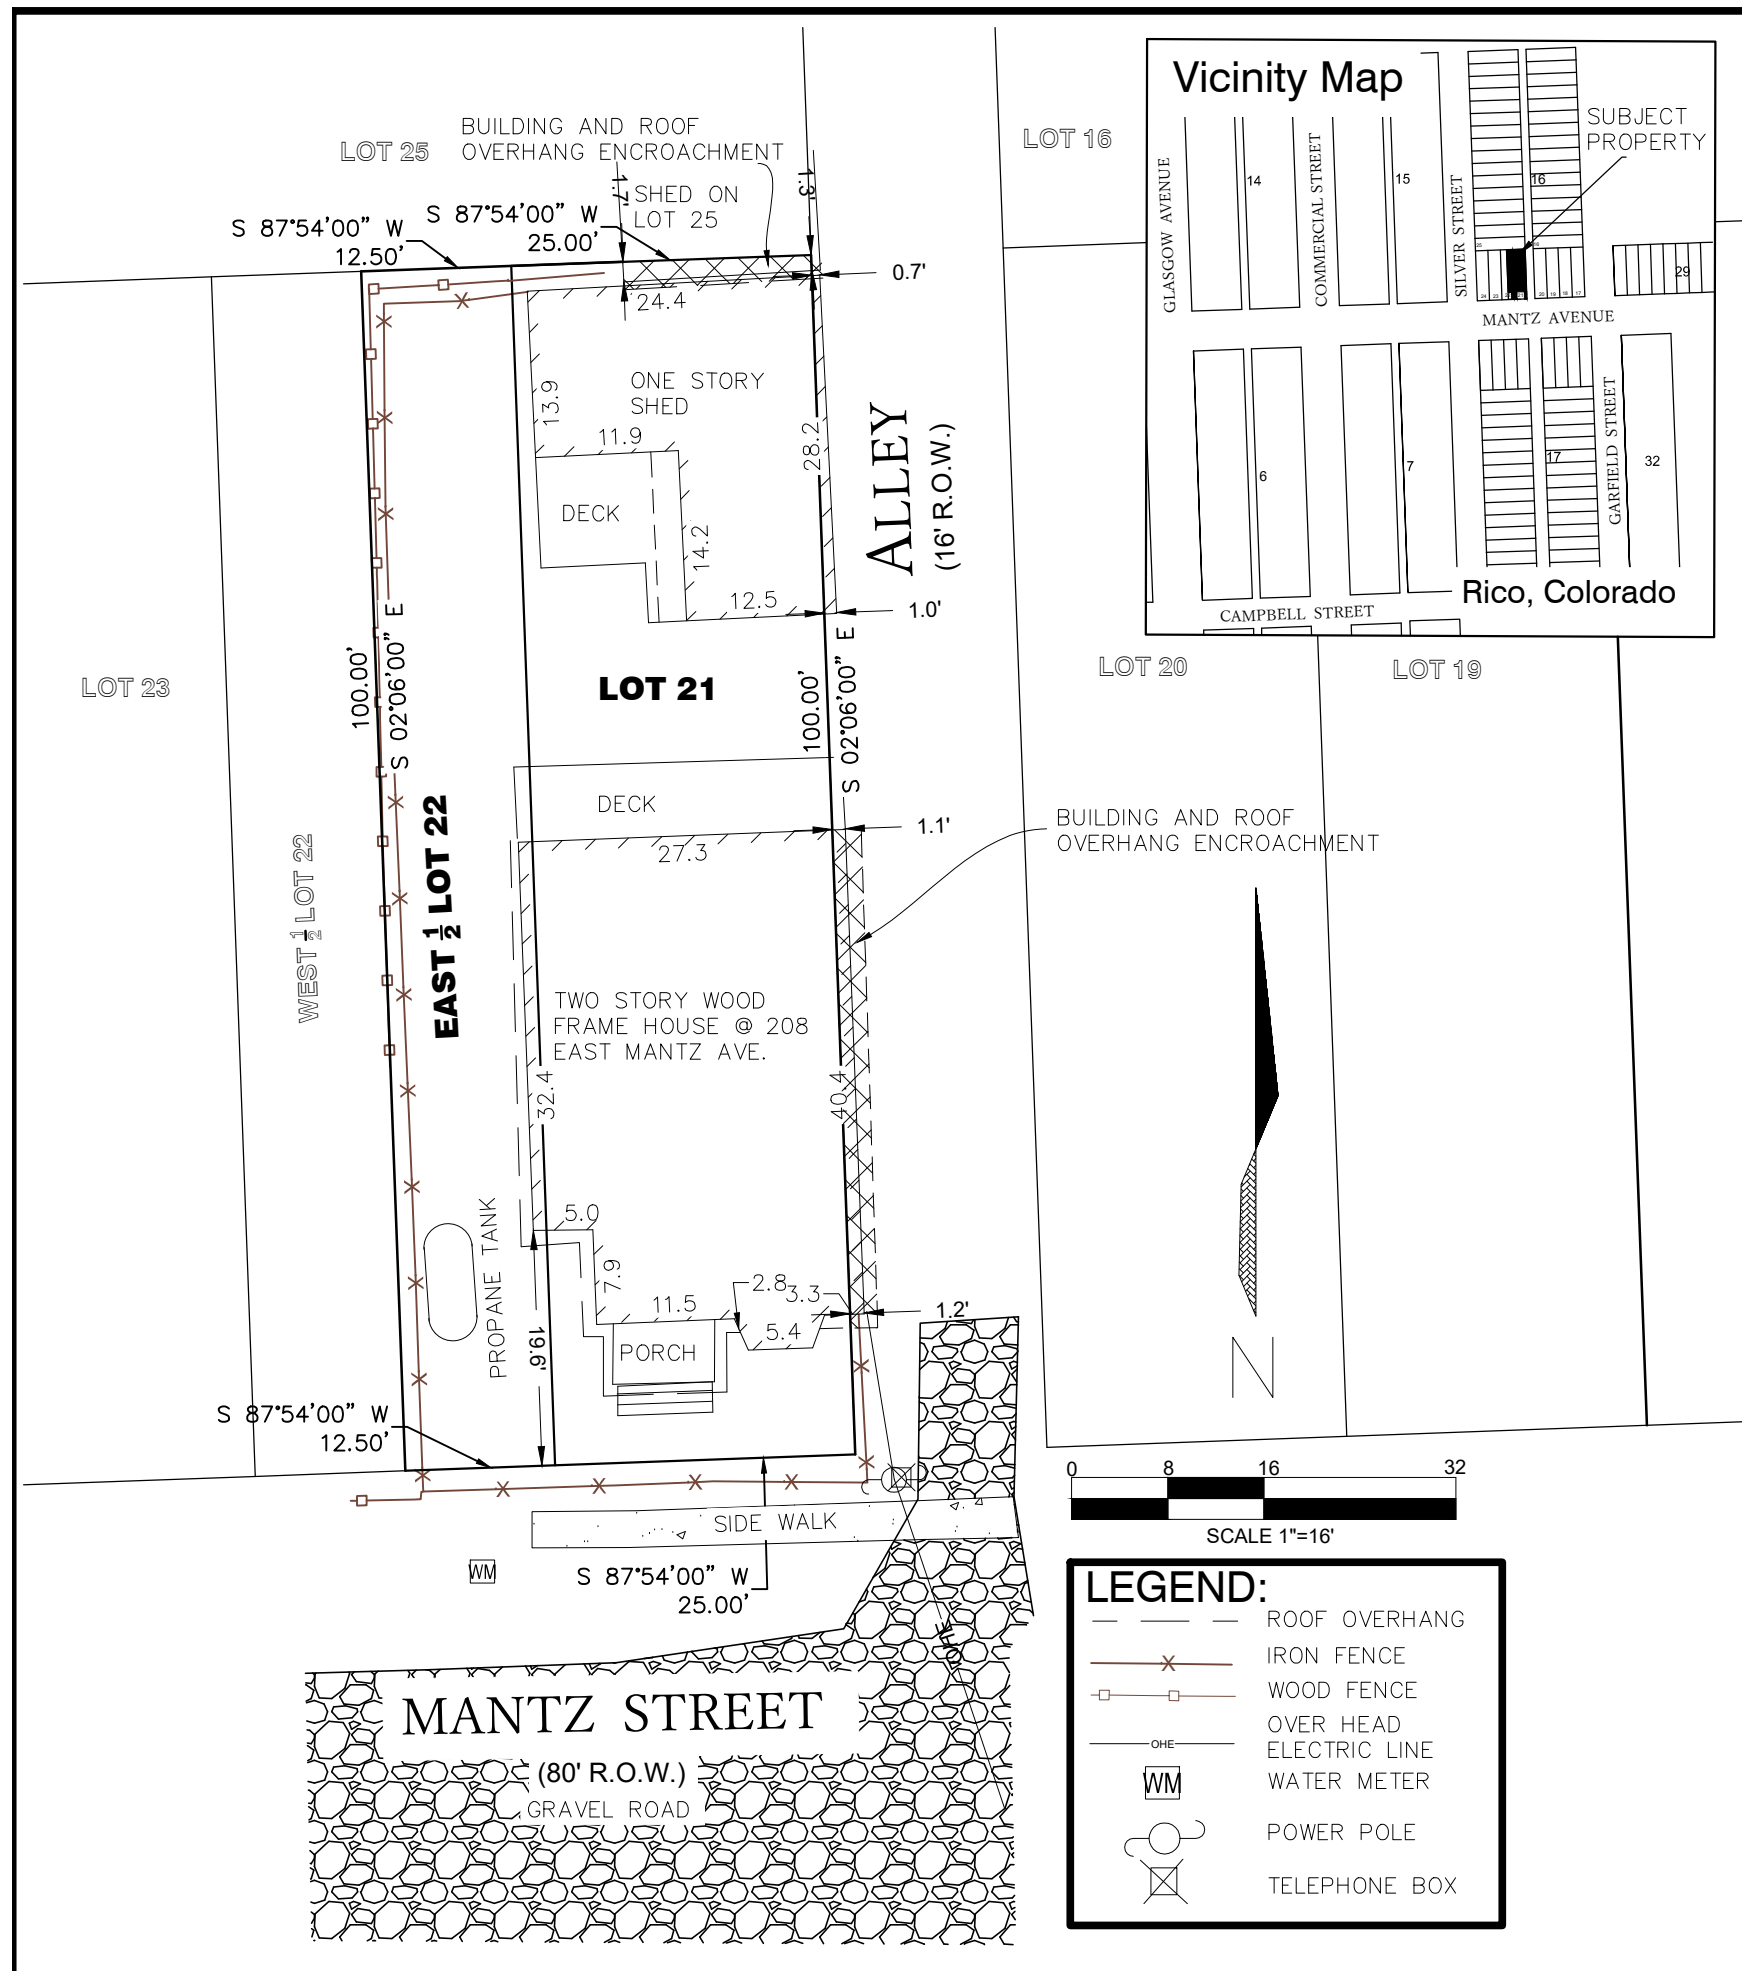 Vicinity Map
SUBJECT
PROPERTY
GLASGOW AVENUE
14
COMMERCIAL STREET
15
SILVER STREET
16
29
MANTZ AVENUE
6
7
17
GARFIELD STREET
32
CAMPBELL STREET
Rico, Colorado
LOT 25
BUILDING AND ROOF
OVERHANG ENCROACHMENT
LOT 16
1.7'
SHED ON
LOT 25
1.3'
S 87°54'00" W
12.50'
S 87°54'00" W
25.00'
0.7'
24.4
ONE STORY
SHED
13.9
11.9
28.2
ALLEY
(16' R.O.W.)
DECK
14.2
12.5
1.0'
LOT 23
100.00'
S 02°06'00" E
LOT 21
100.00'
S 02°06'00" E
LOT 20
LOT 19
DECK
1.1'
27.3
BUILDING AND ROOF
OVERHANG ENCROACHMENT
WEST 1/2 LOT 22
EAST 1/2 LOT 22
TWO STORY WOOD
FRAME HOUSE @ 208
EAST MANTZ AVE.
32.4
40.4
5.0
PROPANE TANK
7.9
11.5
2.8
3.3
5.4
1.2'
19.6'
PORCH
N
S 87°54'00" W
12.50'
0 8 16 32
SCALE 1"=16'
SIDE WALK
WM
S 87°54'00" W
25.00'
OHE
MANTZ STREET
(80' R.O.W.)
GRAVEL ROAD
LEGEND:
ROOF OVERHANG
IRON FENCE
WOOD FENCE
OVER HEAD
OHE ELECTRIC LINE
WM WATER METER
POWER POLE
TELEPHONE BOX